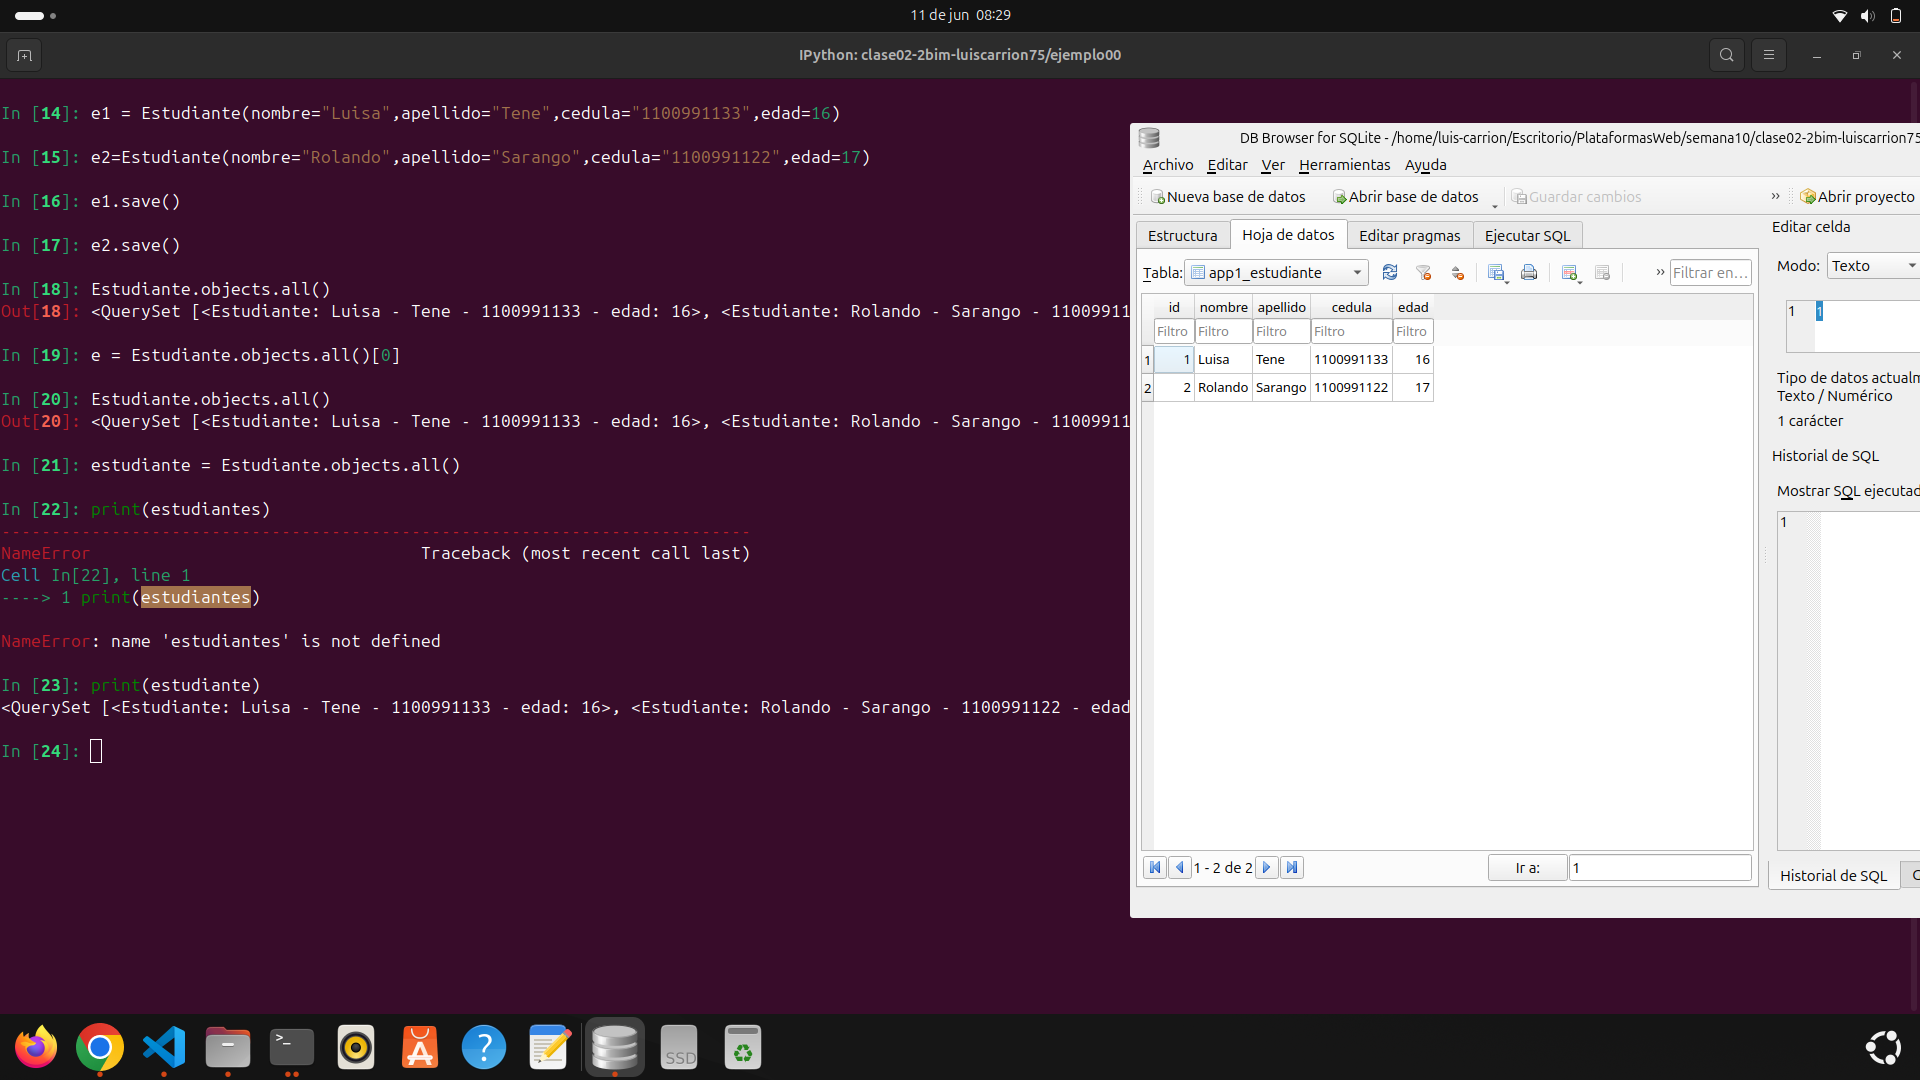 11 de jun 08:29
IPython: clase02-2bim-luiscarrion75/ejemplo00
In [14]: e1 = Estudiante(nombre="Luisa",apellido="Tene",cedula="1100991133",edad=16)
In [15]: e2=Estudiante(nombre="Rolando",apellido="Sarango",cedula="1100991122",edad=17)
In [16]: e1.save()
In [17]: e2.save()
In [18]: Estudiante.objects.all()
Out[18]: <QuerySet [<Estudiante: Luisa - Tene - 1100991133 - edad: 16>, <Estudiante: Rolando - Sarango - 11009911
In [19]: e = Estudiante.objects.all()[0]
In [20]: Estudiante.objects.all()
Out[20]: <QuerySet [<Estudiante: Luisa - Tene - 1100991133 - edad: 16>, <Estudiante: Rolando - Sarango - 11009911
In [21]: estudiante = Estudiante.objects.all()
In [22]: print(estudiantes)
---------------------------------------------------------------------------
NameError                                 Traceback (most recent call last)
Cell In[22], line 1
----> 1 print(estudiantes)
NameError: name 'estudiantes' is not defined
In [23]: print(estudiante)
<QuerySet [<Estudiante: Luisa - Tene - 1100991133 - edad: 16>, <Estudiante: Rolando - Sarango - 1100991122 - edad
In [24]:
DB Browser for SQLite - /home/luis-carrion/Escritorio/PlataformasWeb/semana10/clase02-2bim-luiscarrion75
Archivo Editar Ver Herramientas Ayuda
Nueva base de datos Abrir base de datos Guardar cambios » Abrir proyecto
Estructura Hoja de datos Editar pragmas Ejecutar SQL
Tabla: app1_estudiante » Filtrar en...
id nombre apellido cedula edad
Filtro Filtro Filtro Filtro Filtro
1 1 Luisa Tene 1100991133 16
2 2 Rolando Sarango 1100991122 17
1 - 2 de 2 Ir a: 1
Editar celda
Modo: Texto
1 1
Tipo de datos actualm
Texto / Numérico
1 carácter
Historial de SQL
Mostrar SQL ejecutad
1
Historial de SQL C
>_
A
?
SSD